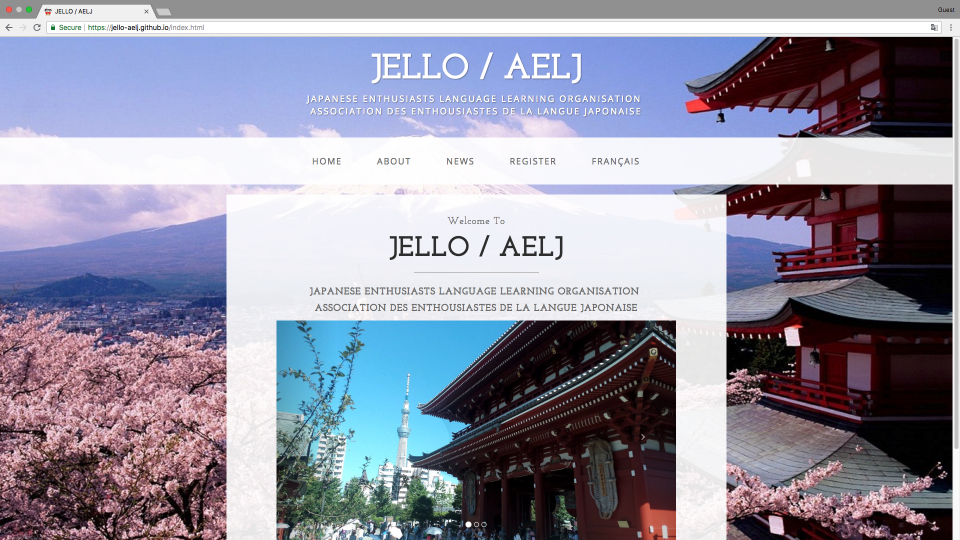 JELLO / AELJ
Guest
Secure
https://jello-aelj.github.io/index.html
JELLO / AELJ
JAPANESE ENTHUSIASTS LANGUAGE LEARNING ORGANISATION
ASSOCIATION DES ENTHOUSIASTES DE LA LANGUE JAPONAISE
HOME ABOUT NEWS REGISTER FRANÇAIS
Welcome To
JELLO / AELJ
JAPANESE ENTHUSIASTS LANGUAGE LEARNING ORGANISATION
ASSOCIATION DES ENTHOUSIASTES DE LA LANGUE JAPONAISE